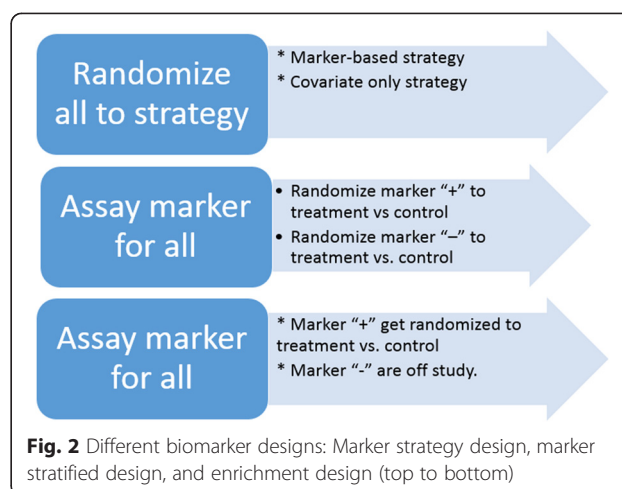 Randomize
all to strategy
* Marker-based strategy
* Covariate only strategy
Assay marker
for all
• Randomize marker “+” to
treatment vs control
• Randomize marker “–” to
treatment vs. control
Assay marker
for all
* Marker “+” get randomized to
treatment vs. control
* Marker “-” are off study.
Fig. 2 Different biomarker designs: Marker strategy design, marker
stratified design, and enrichment design (top to bottom)